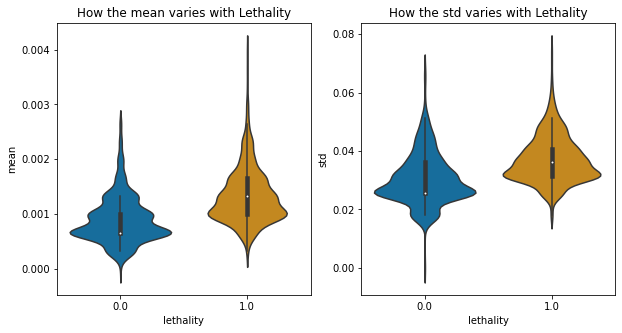 How the mean varies with Lethality
mean
0.004
0.003
0.002
0.001
0.000
0.0
1.0
lethality
How the std varies with Lethality
std
0.08
0.06
0.04
0.02
0.00
0.0
1.0
lethality